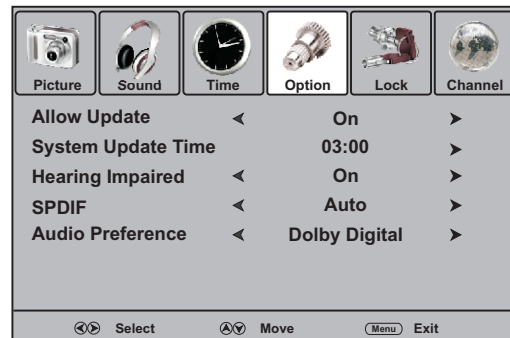 Picture Sound Time Option Lock Channel
Allow Update On
System Update Time 03:00
Hearing Impaired On
SPDIF Auto
Audio Preference Dolby Digital
Select Move Menu Exit